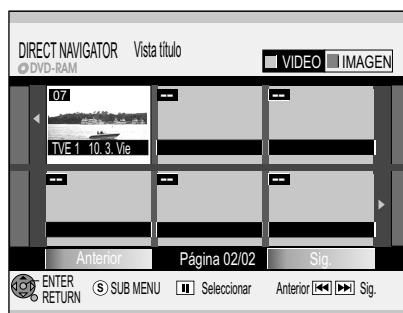 DIRECT NAVIGATOR Vista título
DVD-RAM
VIDEO IMAGEN
07 -- --
TVE 1 10. 3. Vie
-- -- --
Anterior Página 02/02 Sig.
ENTER
RETURN
S SUB MENU Seleccionar Anterior Sig.